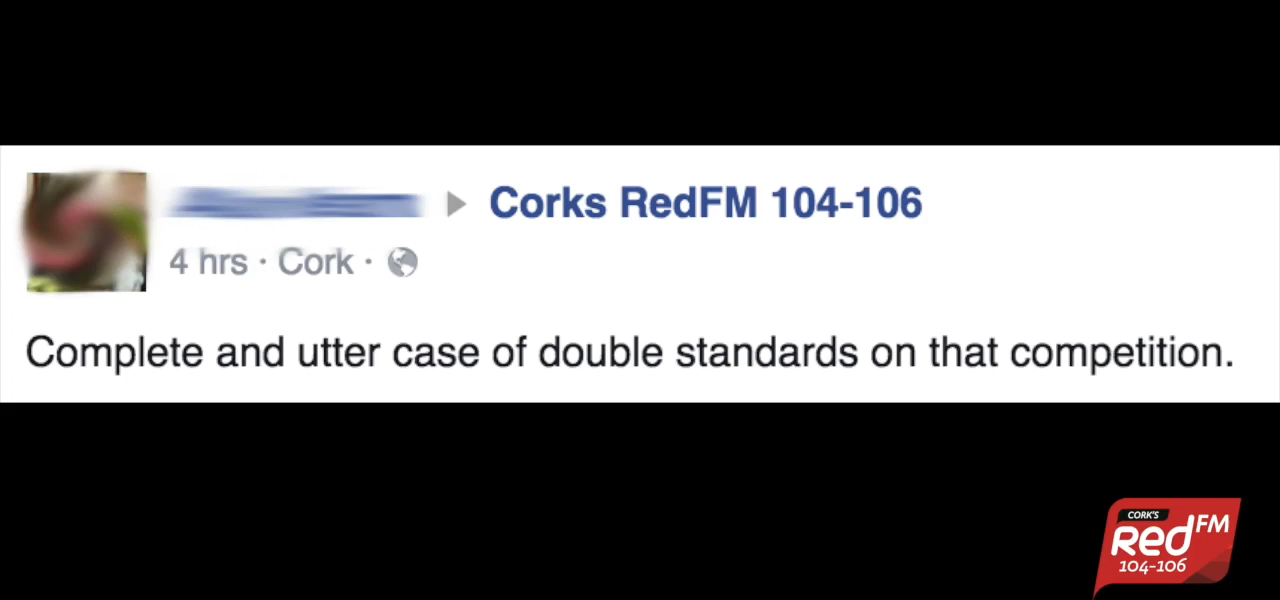 Corks RedFM 104-106
4 hrs · Cork ·
Complete and utter case of double standards on that competition.
CORK'S
RedFM
104-106